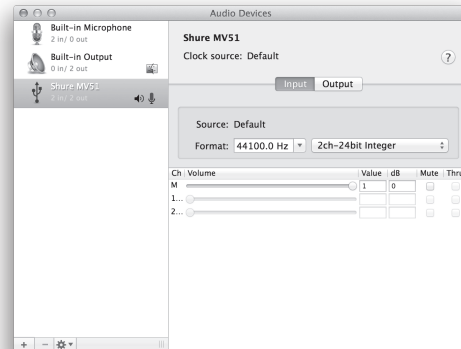 Audio Devices
Built-in Microphone
2 in/ 0 out
Built-in Output
0 in/ 2 out
Shure MV51
2 in/ 2 out
Shure MV51
Clock source: Default
?
Input Output
Source: Default
Format: 44100.0 Hz 2ch-24bit Integer
Ch Volume Value dB Mute Thru
M 1 0
1...
2...
+ −